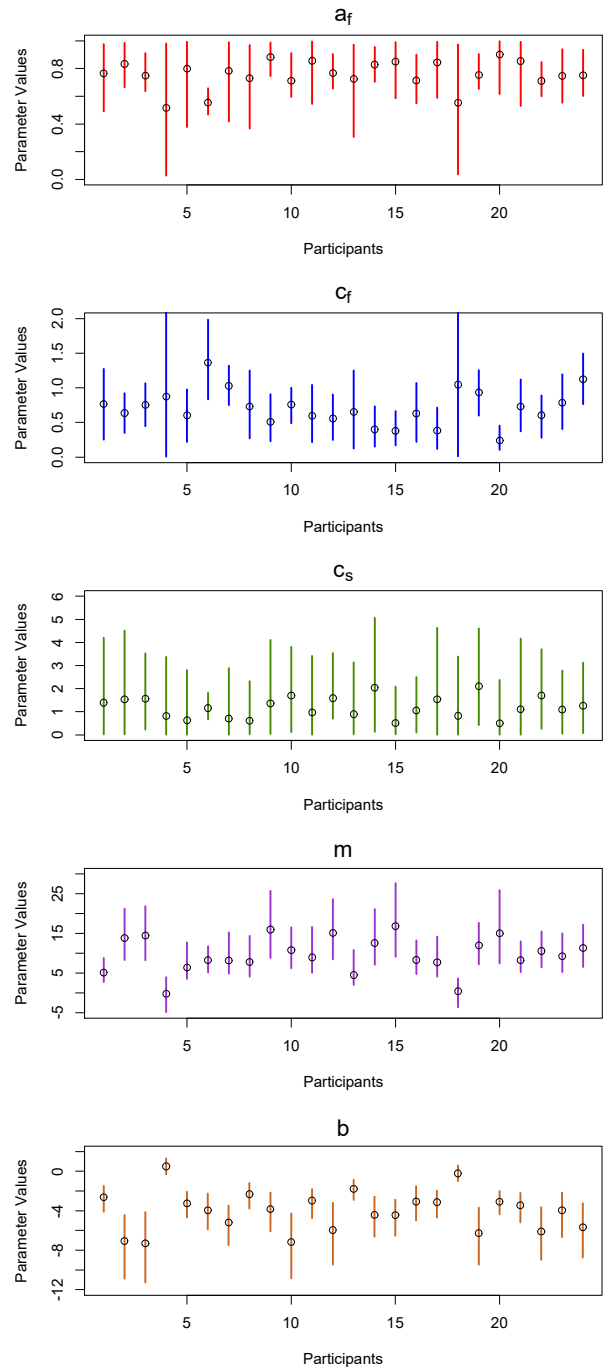 a_f
Parameter Values
0.0 0.4 0.8
5 10 15 20
Participants
c_f
Parameter Values
0.0 0.5 1.0 1.5 2.0
5 10 15 20
Participants
c_s
Parameter Values
0 1 2 3 4 5 6
5 10 15 20
Participants
m
Parameter Values
-5 5 15 25
5 10 15 20
Participants
b
Parameter Values
-12 -8 -4 0
5 10 15 20
Participants